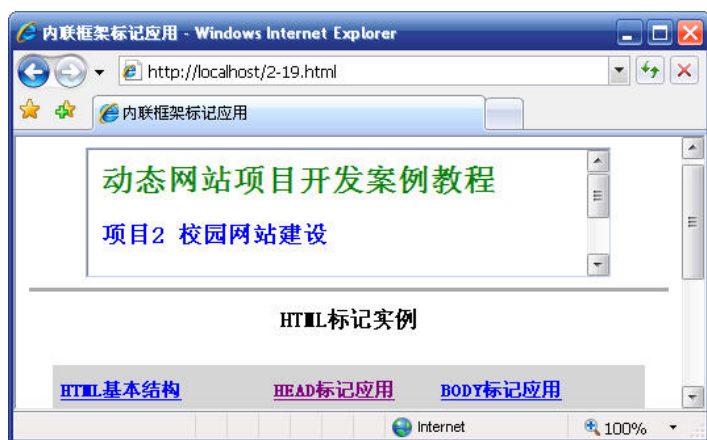 内联框架标记应用 - Windows Internet Explorer
http://localhost/2-19.html
内联框架标记应用
动态网站项目开发案例教程
项目2 校园网站建设
HTML标记实例
HTML基本结构 HEAD标记应用 BODY标记应用
Internet 100%